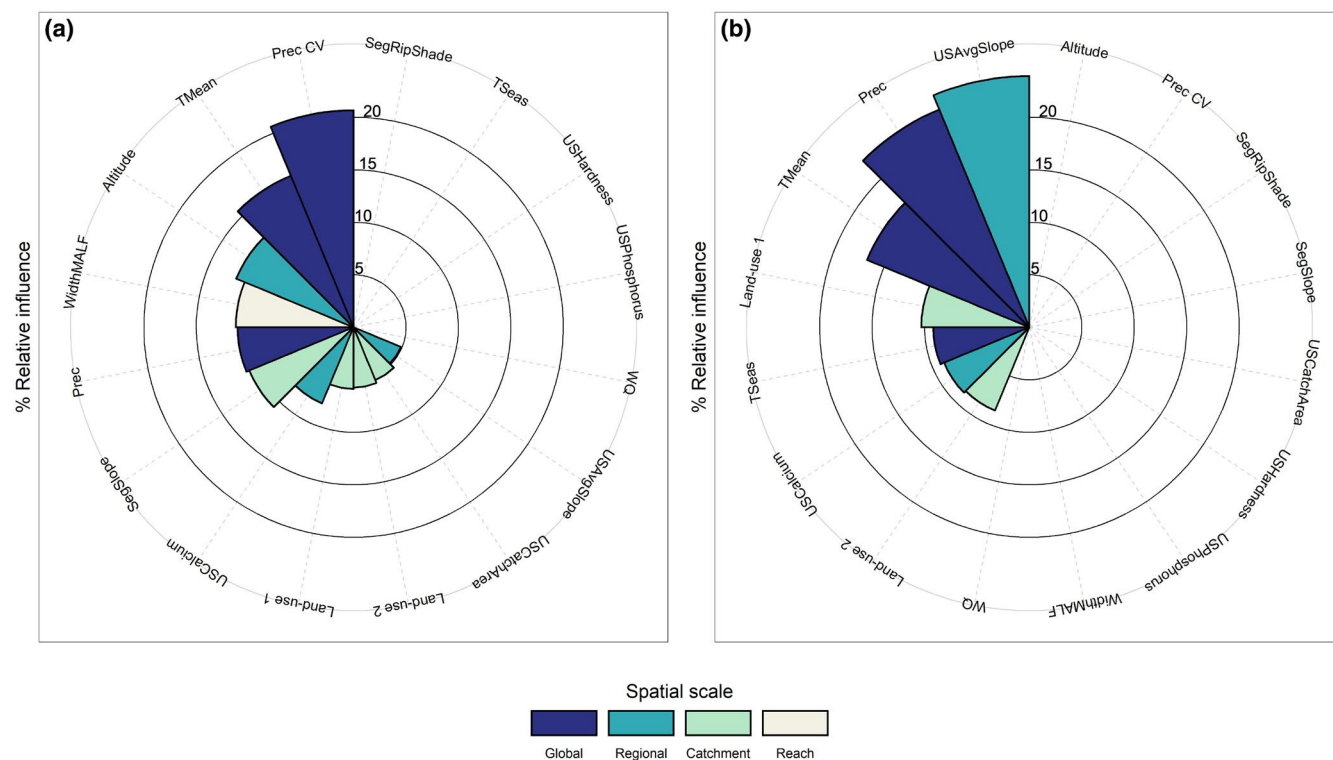 (a)
Prec CV
SegRipShade
TMean
TSeas
Altitude
USHardness
WidthMALF
USPhosphorus
Prec
WQ
SegSlope
USAvgSlope
USCalcium
USCatchArea
Land-use 1
Land-use 2
20
15
10
5
% Relative influence
(b)
USAvgSlope
Altitude
Prec
Prec CV
TMean
SegRipShade
Land-use 1
SegSlope
TSeas
USCatchArea
USCalcium
USHardness
Land-use 2
USPhosphorus
WQ
WidthMALF
20
15
10
5
% Relative influence
Spatial scale
Global Regional Catchment Reach